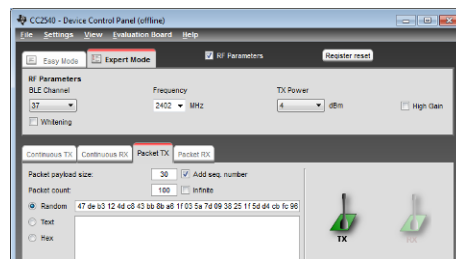 CC2540 - Device Control Panel (offline)
File Settings View Evaluation Board Help
Easy Mode Expert Mode RF Parameters Register reset
RF Parameters
BLE Channel Frequency TX Power
37 2402 MHz 4 dBm High Gain
Whitening
Continuous TX Continuous RX Packet TX Packet RX
Packet payload size: 30 Add seq. number
Packet count: 100 Infinite
Random 47 de b3 12 4d c8 43 bb 8b a6 1f 03 5a 7d 09 38 25 1f 5d d4 cb fc 96
Text
Hex
TX RX